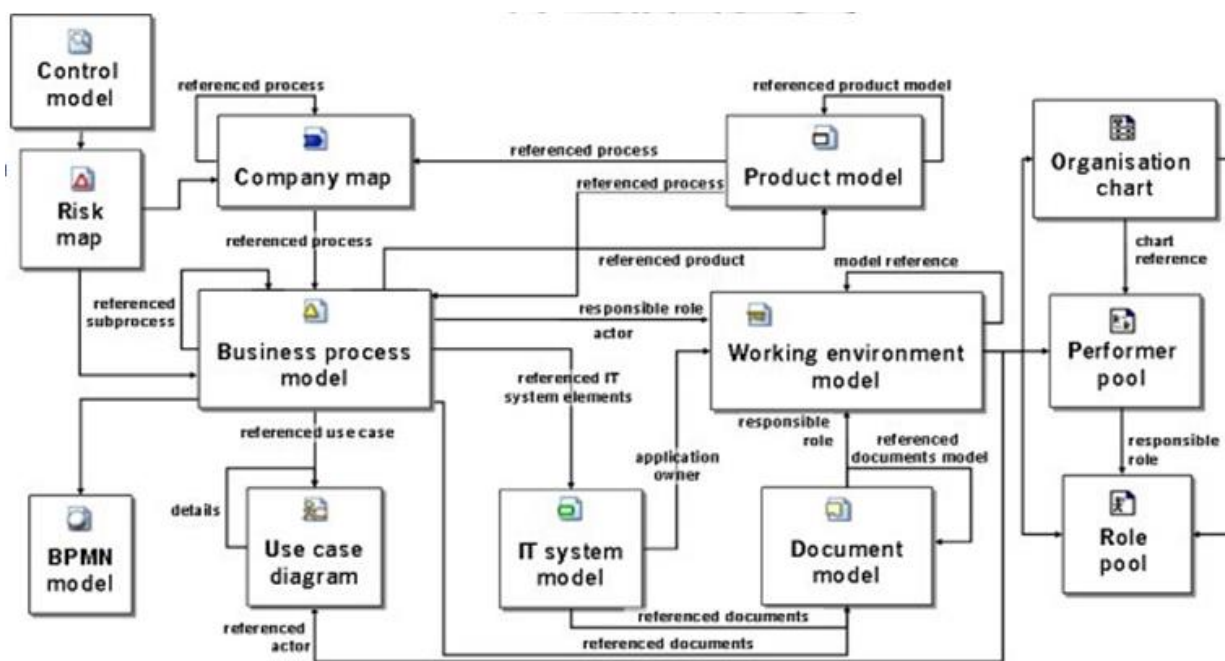 Control
model
referenced process
referenced product model
Company map
referenced process
Product model
Organisation
chart
Risk
map
referenced process
referenced process
chart
reference
referenced product
model reference
referenced
subprocess
responsible role
actor
Business process
model
Working environment
model
Performer
pool
referenced IT
system elements
referenced use case
responsible
role
referenced
documents model
application
owner
responsible
role
details
BPMN
model
Use case
diagram
IT system
model
Document
model
Role
pool
referenced documents
referenced
actor
referenced documents